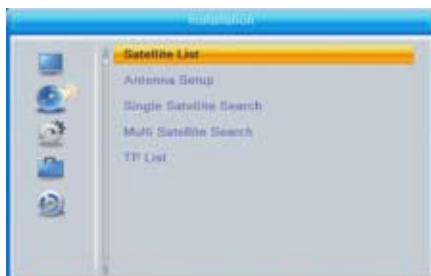 Installation
Satellite List
Antenna Setup
Single Satellite Search
Multi Satellite Search
TP List